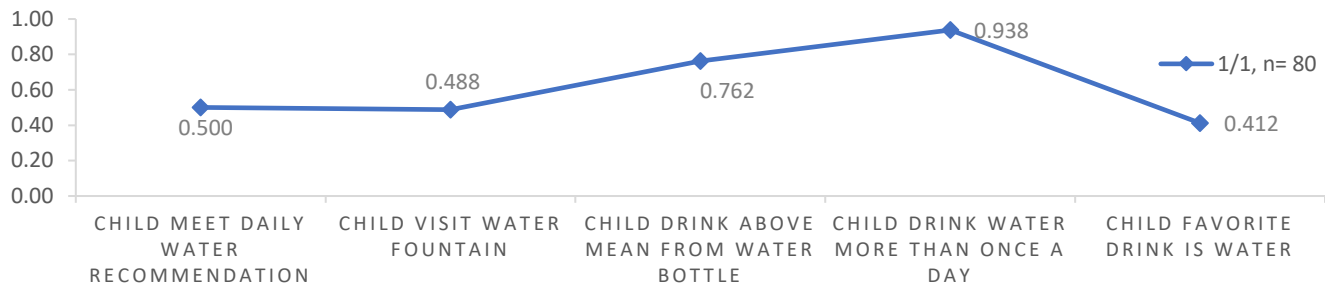 1.00
0.80
0.60
0.40
0.20
0.00
0.500
0.488
0.762
0.938
0.412
1/1, n= 80
CHILD MEET DAILY
WATER
RECOMMENDATION
CHILD VISIT WATER
FOUNTAIN
CHILD DRINK ABOVE
MEAN FROM WATER
BOTTLE
CHILD DRINK WATER
MORE THAN ONCE A
DAY
CHILD FAVORITE
DRINK IS WATER